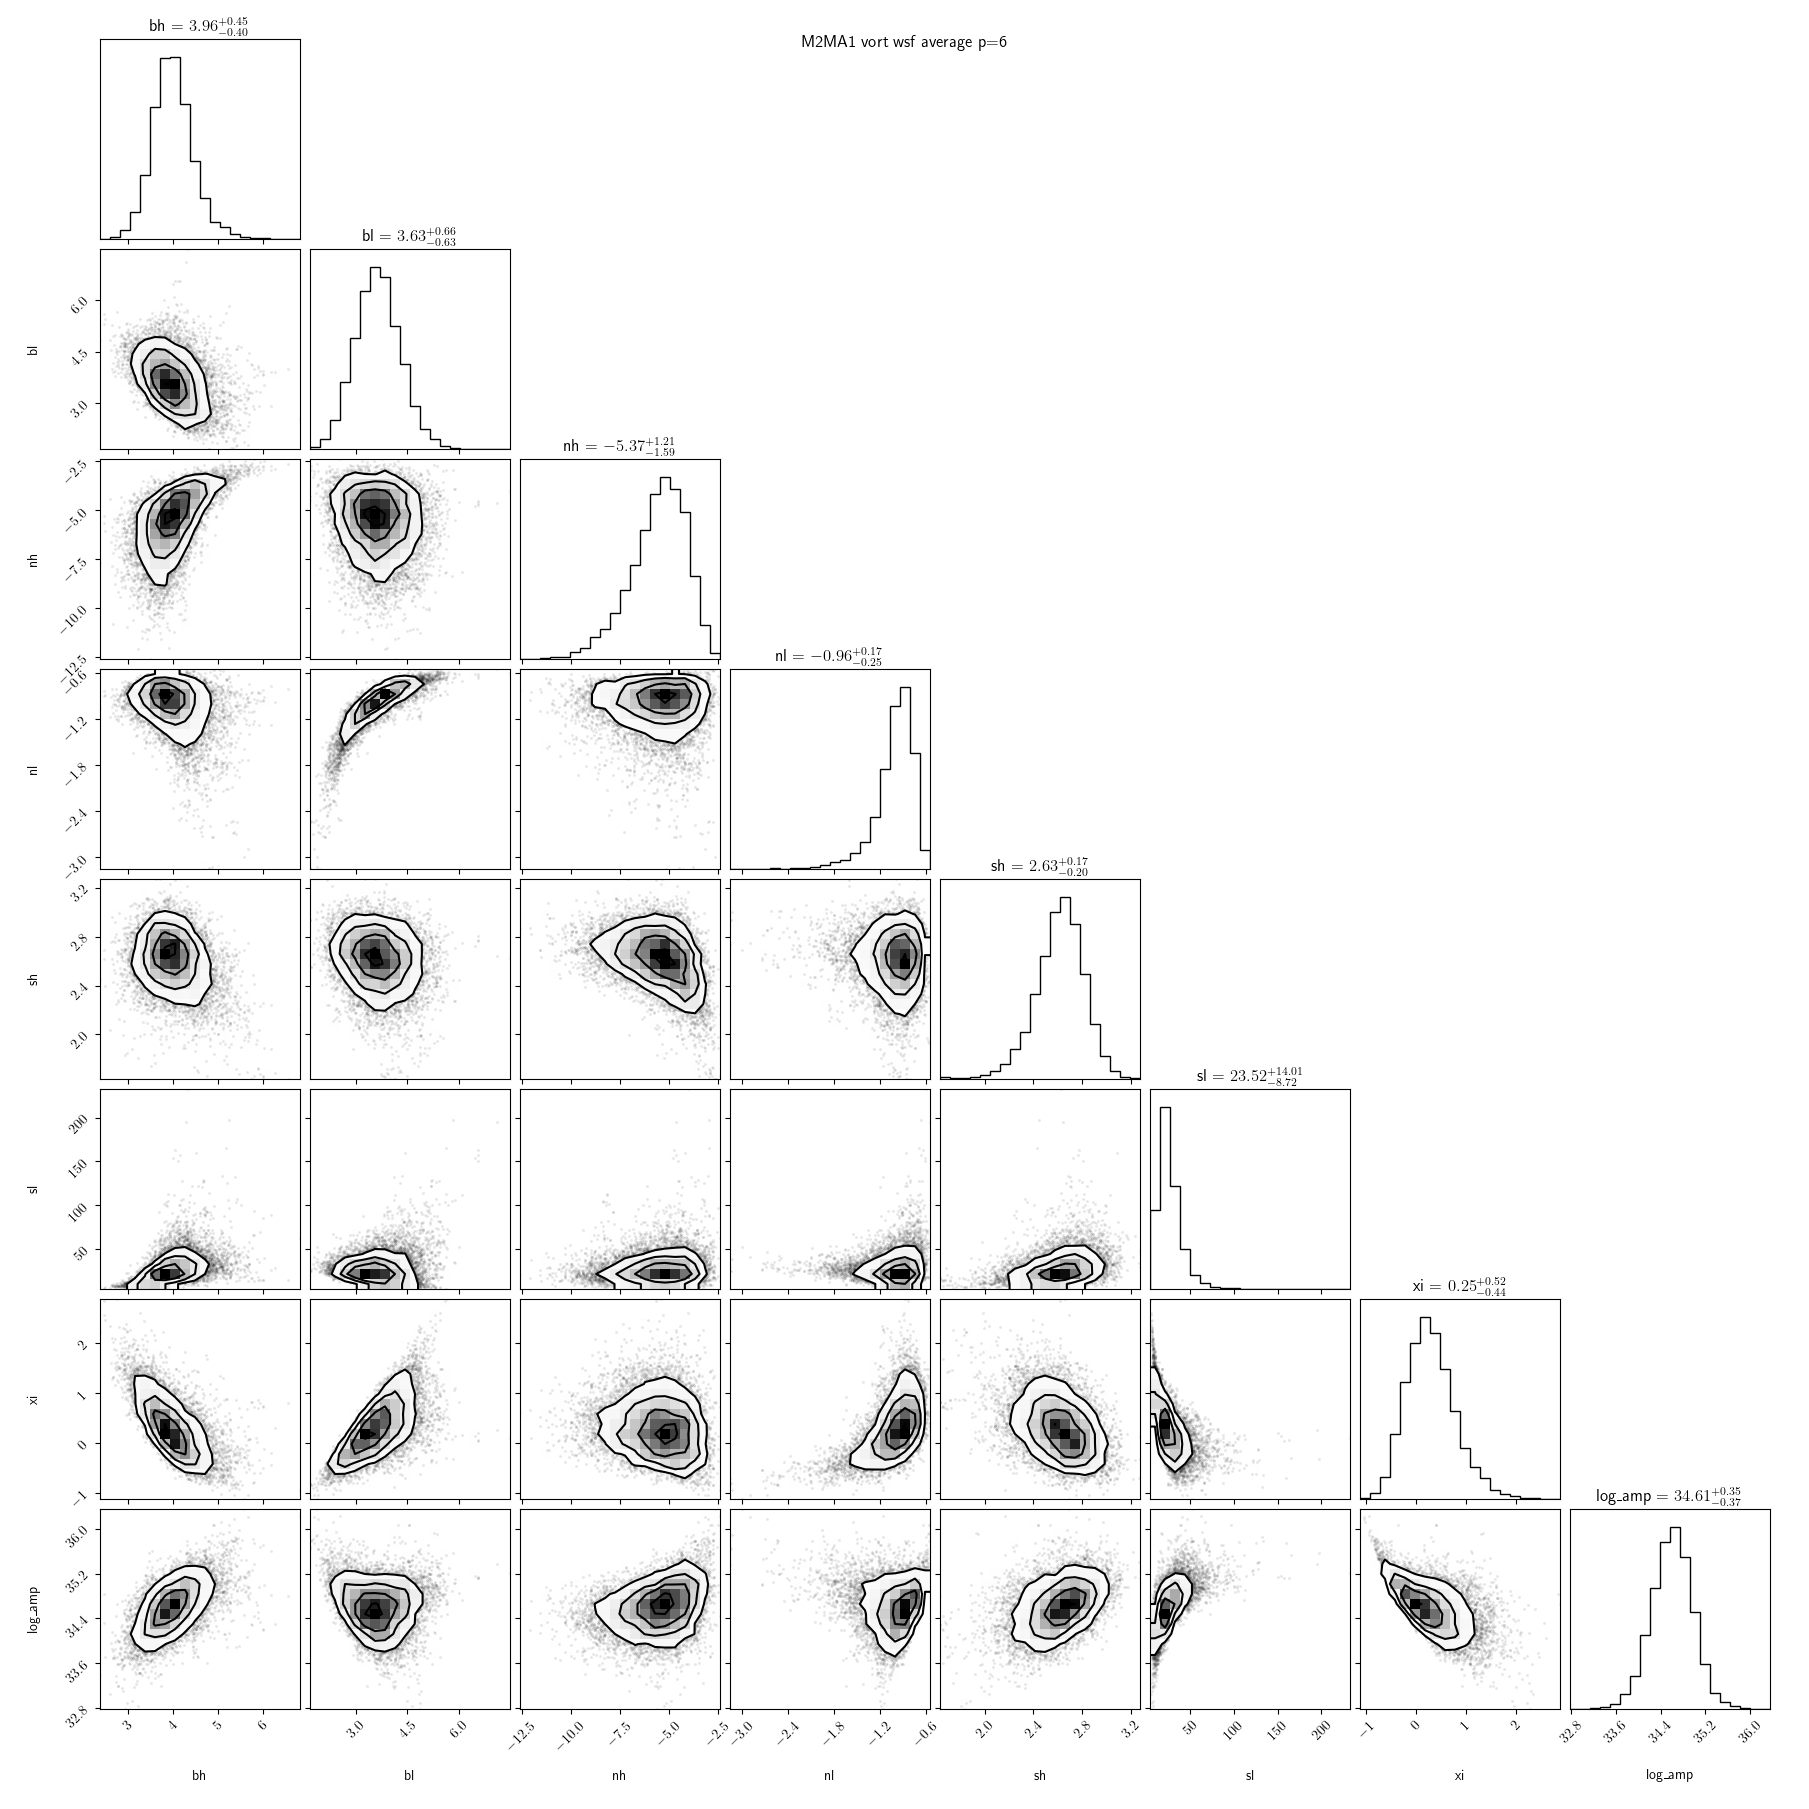 bh = 3.96+0.45−0.40
M2MA1 vort wsf average p=6
bl = 3.63+0.66−0.63
6.0
4.5
3.0
bl
nh = −5.37+1.21−1.59
−2.5
−5.0
−7.5
−10.0
−12.5
nh
nl = −0.96+0.17−0.25
−0.6
−1.2
−1.8
−2.4
−3.0
nl
sh = 2.63+0.17−0.20
3.2
2.8
2.4
2.0
sh
sl = 23.52+14.01−8.72
200
150
100
50
sl
xi = 0.25+0.52−0.44
2
1
0
−1
xi
log_amp = 34.61+0.35−0.37
36.0
35.2
34.4
33.6
32.8
log_amp
3 4 5 6
3.0 4.5 6.0
−12.5 −10.0 −7.5 −5.0 −2.5
−3.0 −2.4 −1.8 −1.2 −0.6
2.0 2.4 2.8 3.2
50 100 150 200
−1 0 1 2
32.8 33.6 34.4 35.2 36.0
bh bl nh nl sh sl xi log_amp